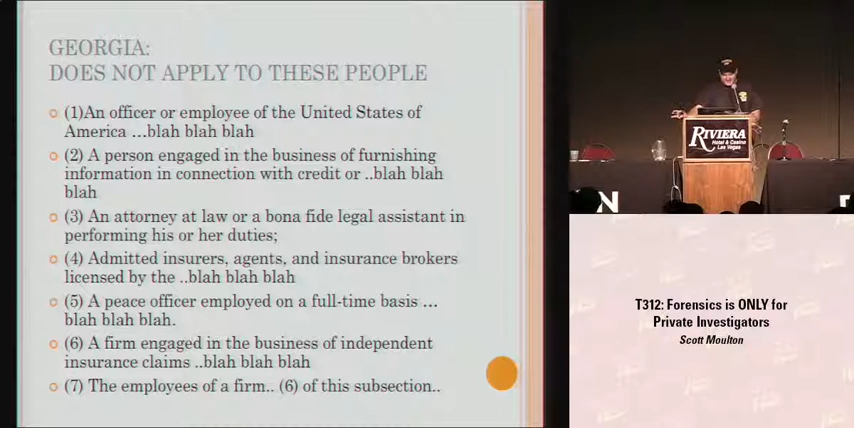 GEORGIA:
DOES NOT APPLY TO THESE PEOPLE
(1)An officer or employee of the United States of
America ...blah blah blah
(2) A person engaged in the business of furnishing
information in connection with credit or ..blah blah
blah
(3) An attorney at law or a bona fide legal assistant in
performing his or her duties;
(4) Admitted insurers, agents, and insurance brokers
licensed by the ..blah blah blah
(5) A peace officer employed on a full-time basis ...
blah blah blah.
(6) A firm engaged in the business of independent
insurance claims ..blah blah blah
(7) The employees of a firm.. (6) of this subsection..
RIVIERA
Hotel & Casino
Las Vegas
N
T312: Forensics is ONLY for
Private Investigators
Scott Moulton